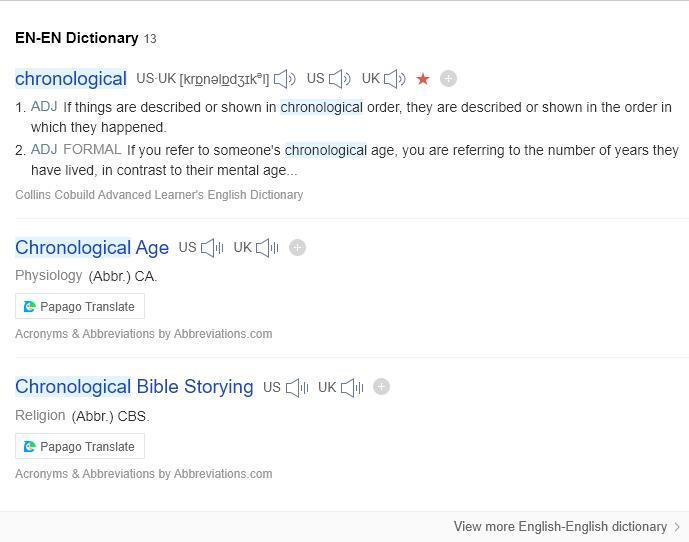 EN-EN Dictionary 13
chronological US·UK [krɒnəlɒdʒɪkᵊl] US UK
1. ADJ If things are described or shown in chronological order, they are described or shown in the order in
which they happened.
2. ADJ FORMAL If you refer to someone's chronological age, you are referring to the number of years they
have lived, in contrast to their mental age...
Collins Cobuild Advanced Learner's English Dictionary
Chronological Age US UK
Physiology (Abbr.) CA.
Papago Translate
Acronyms & Abbreviations by Abbreviations.com
Chronological Bible Storying US UK
Religion (Abbr.) CBS.
Papago Translate
Acronyms & Abbreviations by Abbreviations.com
View more English-English dictionary